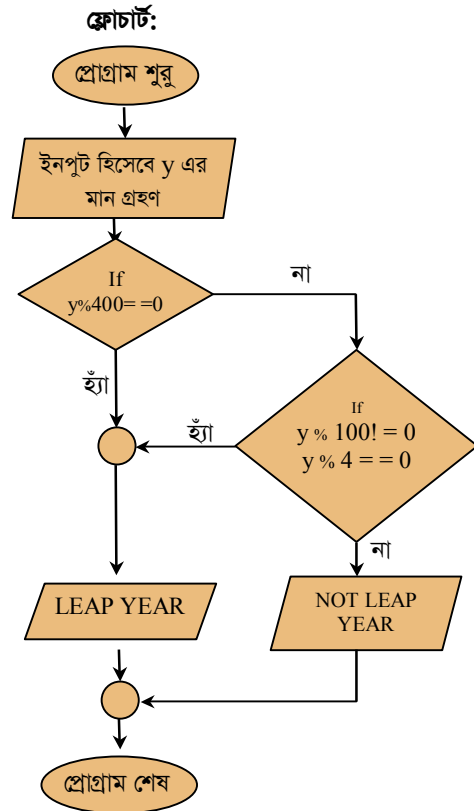 ফ্লোচার্ট:
প্রোগ্রাম শুরু
ইনপুট হিসেবে y এর
মান গ্রহণ
If
y%400= =0
না
হ্যাঁ
If
y % 100! = 0
y % 4 = = 0
হ্যাঁ
না
LEAP YEAR
NOT LEAP
YEAR
প্রোগ্রাম শেষ